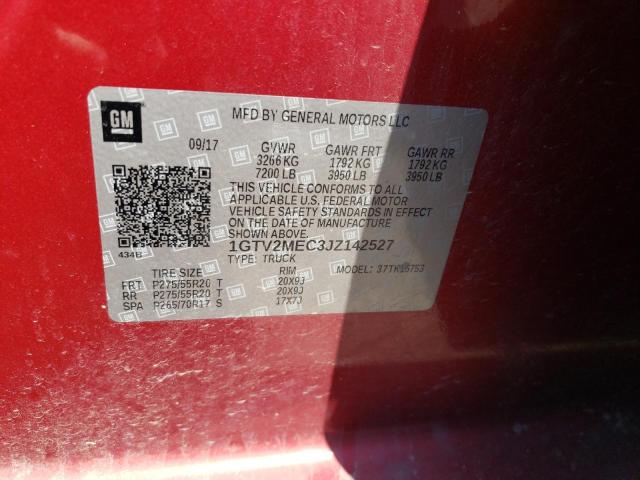 GM
MFD BY GENERAL MOTORS LLC
09/17 GVWR GAWR FRT GAWR RR
3266 KG 1792 KG 1792 KG
7200 LB 3950 LB 3950 LB
THIS VEHICLE CONFORMS TO ALL
APPLICABLE U.S. FEDERAL MOTOR
VEHICLE SAFETY STANDARDS IN EFFECT
ON THE DATE OF MANUFACTURE
SHOWN ABOVE.
434B 1GTV2MEC3JZ142527
TYPE: TRUCK MODEL: 37TK15753
TIRE SIZE RIM
FRT P275/55R20 T 20X9J
RR P275/55R20 T 20X9J
SPA P265/70R17 S 17X7J